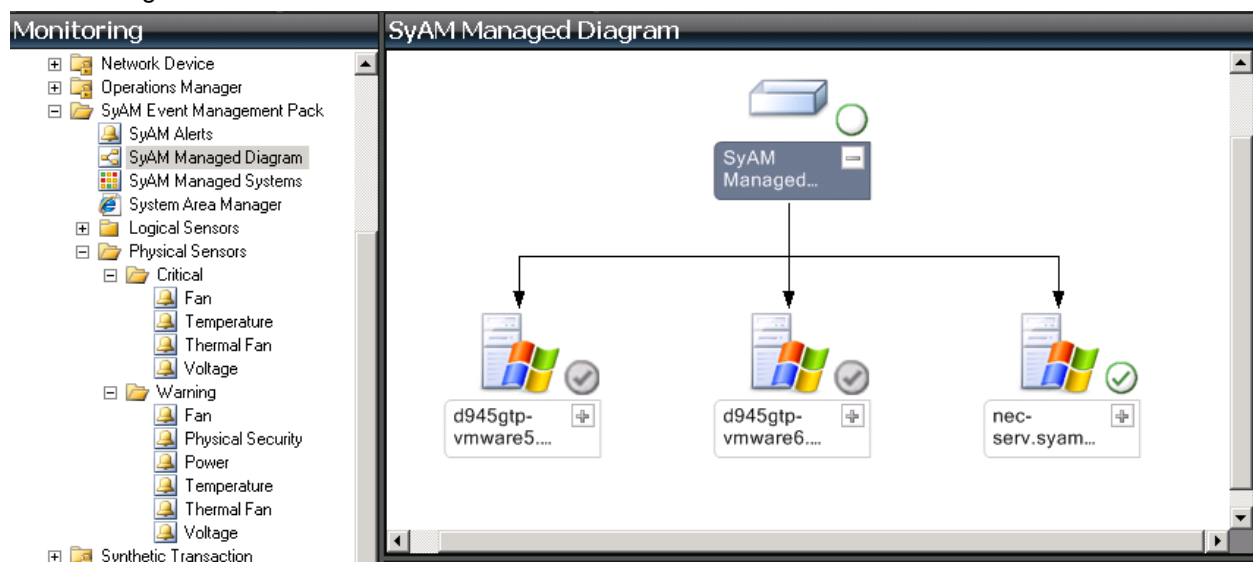 Monitoring
Network Device
Operations Manager
SyAM Event Management Pack
SyAM Alerts
SyAM Managed Diagram
SyAM Managed Systems
System Area Manager
Logical Sensors
Physical Sensors
Critical
Fan
Temperature
Thermal Fan
Voltage
Warning
Fan
Physical Security
Power
Temperature
Thermal Fan
Voltage
Synthetic Transaction
SyAM Managed Diagram
SyAM
Managed...
d945gtp-
vmware5....
d945gtp-
vmware6....
nec-
serv.syam...